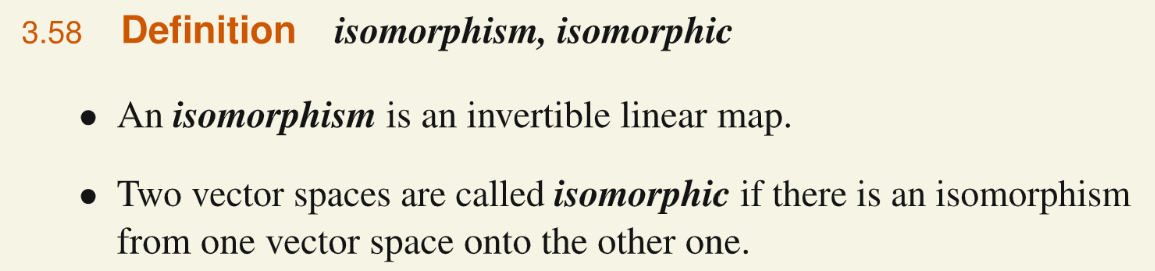 3.58 Definition isomorphism, isomorphic
• An isomorphism is an invertible linear map.
• Two vector spaces are called isomorphic if there is an isomorphism
from one vector space onto the other one.